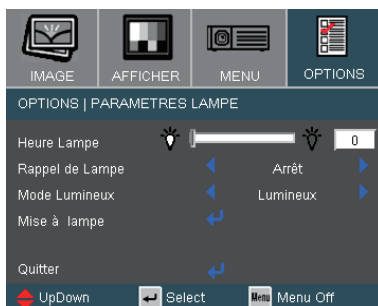 IMAGE AFFICHER MENU OPTIONS
OPTIONS | PARAMETRES LAMPE
Heure Lampe 0
Rappel de Lampe Arrêt
Mode Lumineux Lumineux
Mise à lampe
Quitter
UpDown Select Menu Menu Off